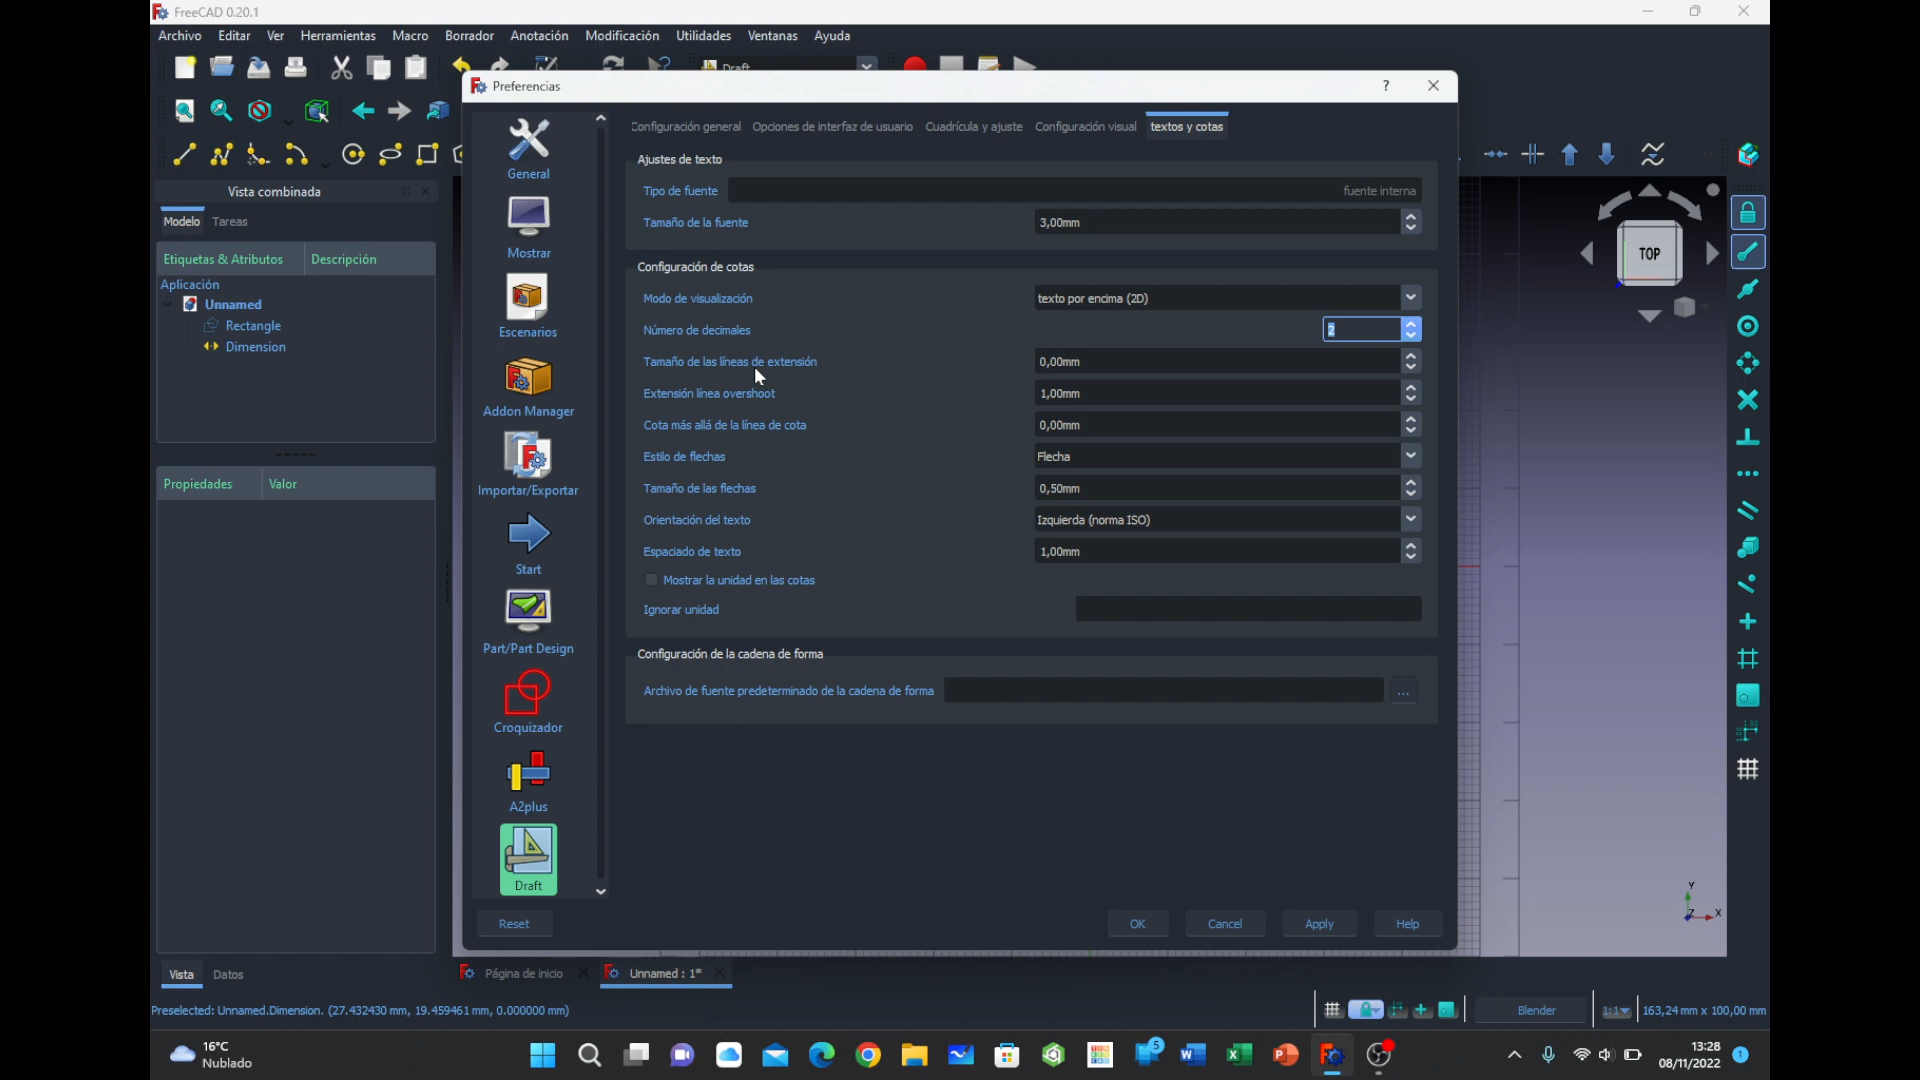 FreeCAD 0.20.1
Archivo Editar Ver Herramientas Macro Borrador Anotación Modificación Utilidades Ventanas Ayuda
Draft
Preferencias
?
Vista combinada
Modelo Tareas
Etiquetas & Atributos Descripción
Aplicación
Unnamed
Rectangle
Dimension
Propiedades Valor
General
Mostrar
Escenarios
Addon Manager
Importar/Exportar
Start
Part/Part Design
Croquizador
A2plus
Draft
Configuración general Opciones de interfaz de usuario Cuadrícula y ajuste Configuración visual textos y cotas
Ajustes de texto
Tipo de fuente fuente interna
Tamaño de la fuente 3,00mm
Configuración de cotas
Modo de visualización texto por encima (2D)
Número de decimales 2
Tamaño de las líneas de extensión 0,00mm
Extensión línea overshoot 1,00mm
Cota más allá de la línea de cota 0,00mm
Estilo de flechas Flecha
Tamaño de las flechas 0,50mm
Orientación del texto Izquierda (norma ISO)
Espaciado de texto 1,00mm
Mostrar la unidad en las cotas
Ignorar unidad
Configuración de la cadena de forma
Archivo de fuente predeterminado de la cadena de forma ...
Reset OK Cancel Apply Help
TOP
Y
Z X
Vista Datos
Página de inicio Unnamed : 1*
Preselected: Unnamed.Dimension. (27.432430 mm, 19.459461 mm, 0.000000 mm)
Blender 1:1 163,24 mm x 100,00 mm
16°C
Nublado
5
13:28
08/11/2022
1